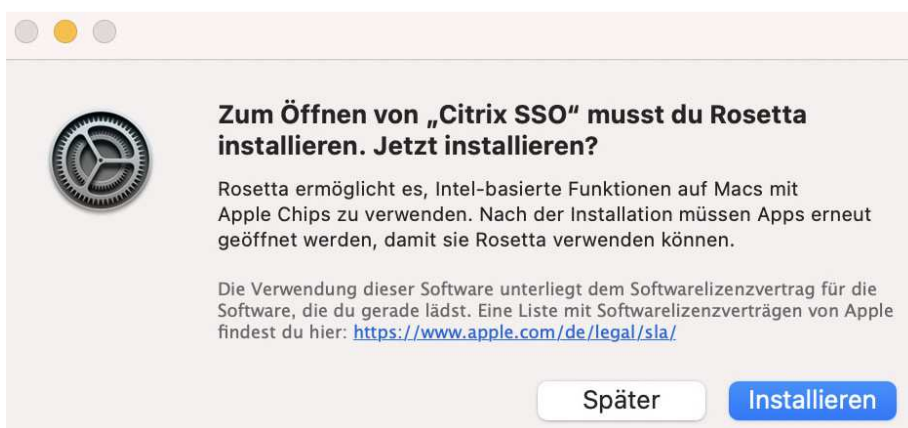 Zum Öffnen von „Citrix SSO“ musst du Rosetta
installieren. Jetzt installieren?
Rosetta ermöglicht es, Intel-basierte Funktionen auf Macs mit
Apple Chips zu verwenden. Nach der Installation müssen Apps erneut
geöffnet werden, damit sie Rosetta verwenden können.
Die Verwendung dieser Software unterliegt dem Softwarelizenzvertrag für die
Software, die du gerade lädst. Eine Liste mit Softwarelizenzverträgen von Apple
findest du hier: https://www.apple.com/de/legal/sla/
Später
Installieren